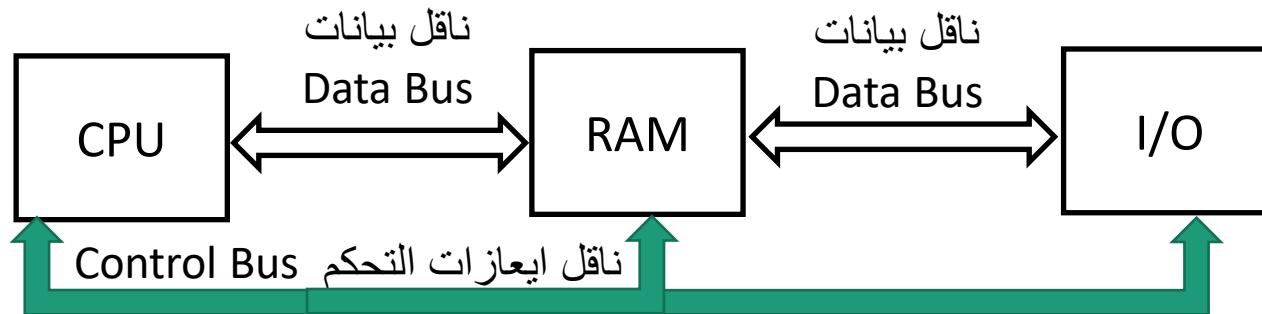 ناقل بيانات
Data Bus
ناقل بيانات
Data Bus
CPU
RAM
I/O
Control Bus ناقل ايعازات التحكم